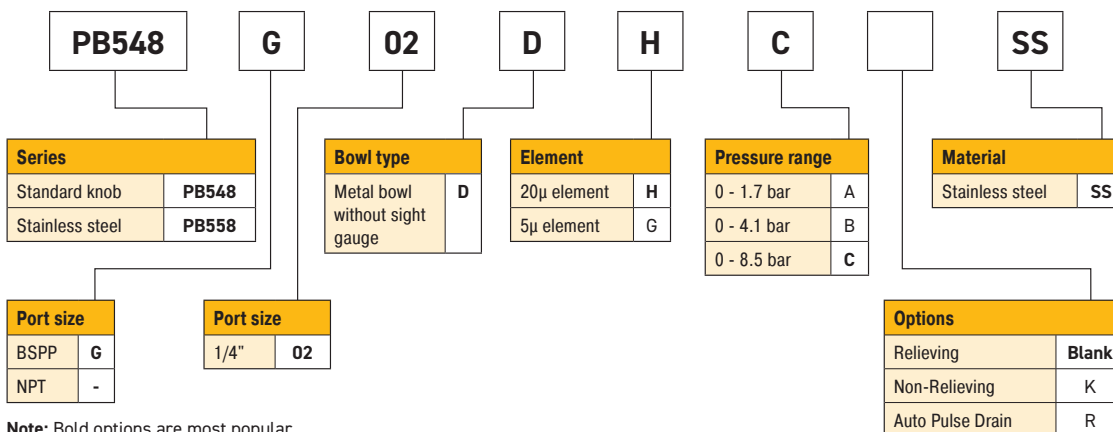 PB548 G 02 D H C SS
Series
Standard knob PB548
Stainless steel PB558
Bowl type
Metal bowl D
without sight
gauge
Element
20µ element H
5µ element G
Pressure range
0 - 1.7 bar A
0 - 4.1 bar B
0 - 8.5 bar C
Material
Stainless steel SS
Port size
BSPP G
NPT -
Port size
1/4" 02
Options
Relieving Blank
Non-Relieving K
Auto Pulse Drain R
Note: Bold options are most popular.